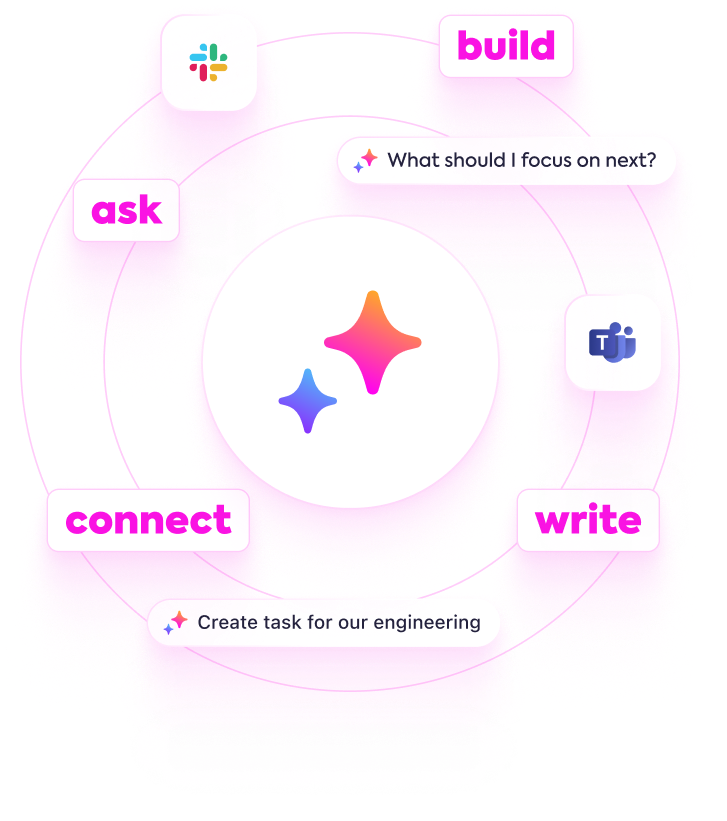 build
What should I focus on next?
ask
T
connect
write
Create task for our engineering